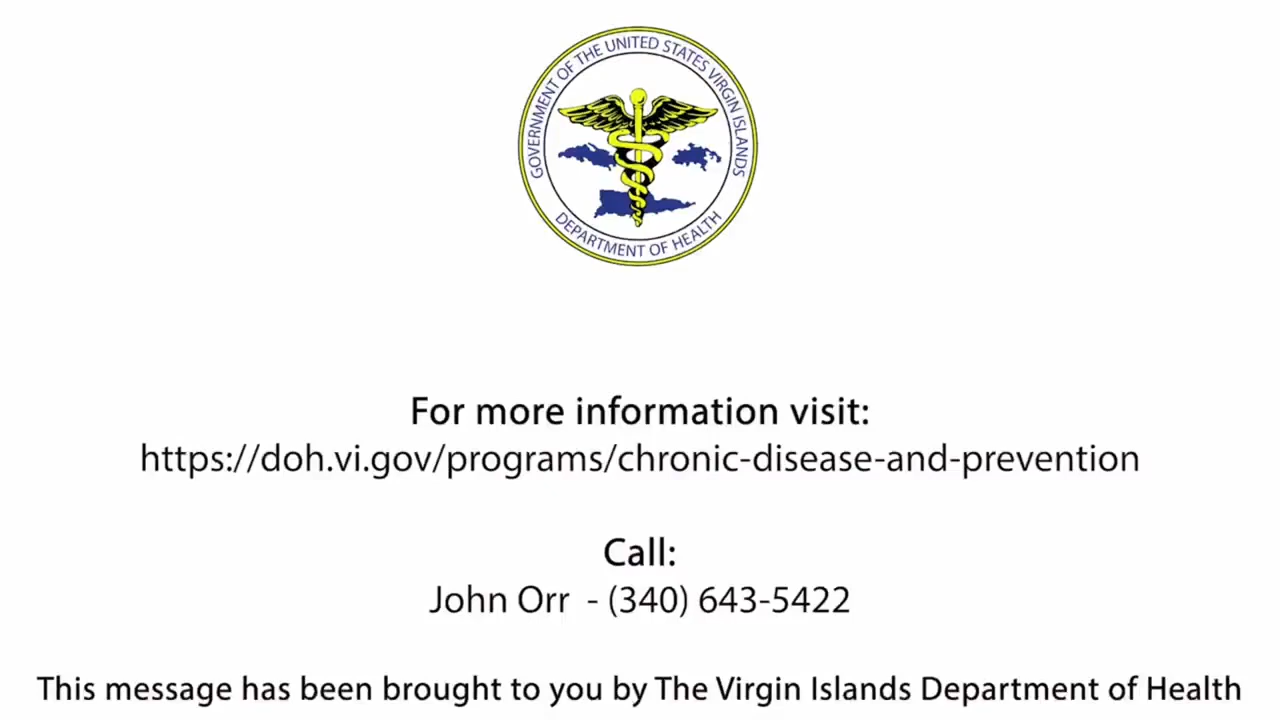 GOVERNMENT OF THE UNITED STATES VIRGIN ISLANDS
DEPARTMENT OF HEALTH
For more information visit:
https://doh.vi.gov/programs/chronic-disease-and-prevention
Call:
John Orr - (340) 643-5422
This message has been brought to you by The Virgin Islands Department of Health